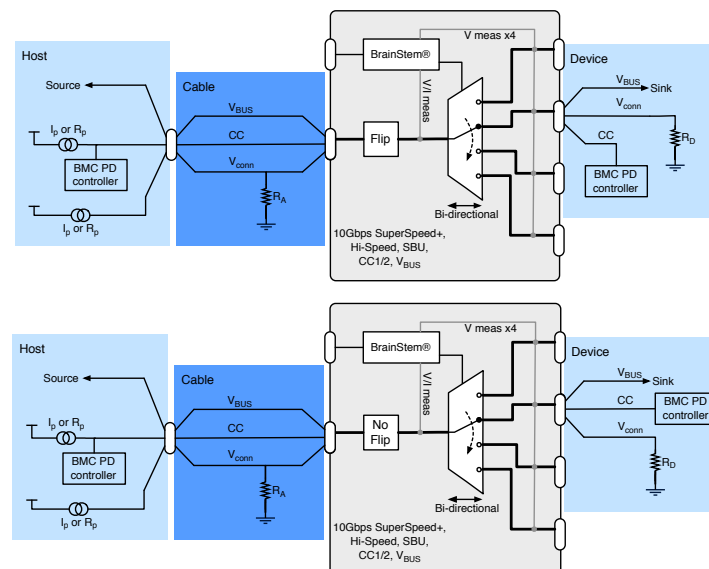 V meas x4
Host
BrainStem®
Device
Source
Cable
V/I meas
VBUS
Sink
VBUS
Vconn
Ip or Rp
CC
Flip
CC
RD
BMC PD
controller
Vconn
BMC PD
controller
RA
Ip or Rp
Bi-directional
10Gbps SuperSpeed+,
Hi-Speed, SBU,
CC1/2, VBUS
V meas x4
Host
BrainStem®
Device
Source
Cable
V/I meas
VBUS
Sink
VBUS
CC
BMC PD
controller
Ip or Rp
CC
No
Flip
Vconn
BMC PD
controller
Vconn
RD
RA
Ip or Rp
Bi-directional
10Gbps SuperSpeed+,
Hi-Speed, SBU,
CC1/2, VBUS